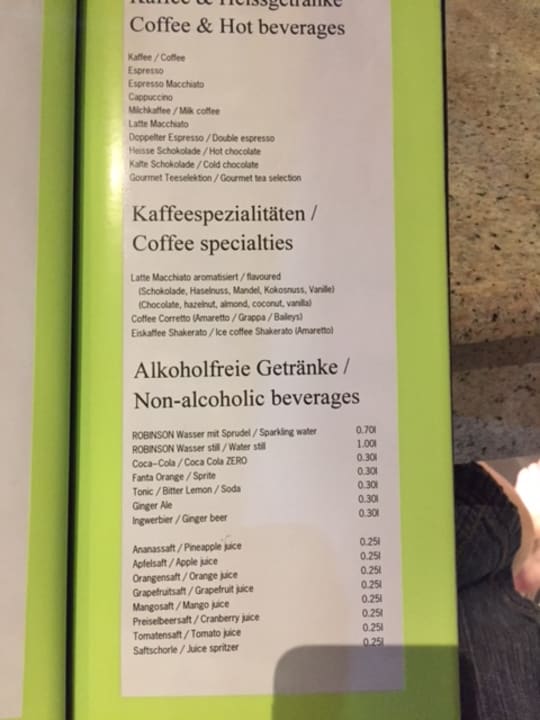 Kaffee & Heissgetränke
Coffee & Hot beverages
Kaffee / Coffee
Espresso
Espresso Macchiato
Cappuccino
Milchkaffee / Milk coffee
Latte Macchiato
Doppelter Espresso / Double espresso
Heisse Schokolade / Hot chocolate
Kalte Schokolade / Cold chocolate
Gourmet Teeselektion / Gourmet tea selection
Kaffeespezialitäten /
Coffee specialties
Latte Macchiato aromatisiert / flavoured
(Schokolade, Haselnuss, Mandel, Kokosnuss, Vanille)
(Chocolate, hazelnut, almond, coconut, vanilla)
Coffee Corretto (Amaretto / Grappa / Baileys)
Eiskaffee Shakerato / Ice coffee Shakerato (Amaretto)
Alkoholfreie Getränke /
Non-alcoholic beverages
ROBINSON Wasser mit Sprudel / Sparkling water 0.70l
ROBINSON Wasser still / Water still 1.00l
Coca-Cola / Coca Cola ZERO 0.30l
Fanta Orange / Sprite 0.30l
Tonic / Bitter Lemon / Soda 0.30l
Ginger Ale 0.30l
Ingwerbier / Ginger beer 0.30l
Ananassaft / Pineapple juice 0.25l
Apfelsaft / Apple juice 0.25l
Orangensaft / Orange juice 0.25l
Grapefruitsaft / Grapefruit juice 0.25l
Mangosaft / Mango juice 0.25l
Preiselbeersaft / Cranberry juice 0.25l
Tomatensaft / Tomato juice 0.25l
Saftschorle / Juice spritzer 0.25l